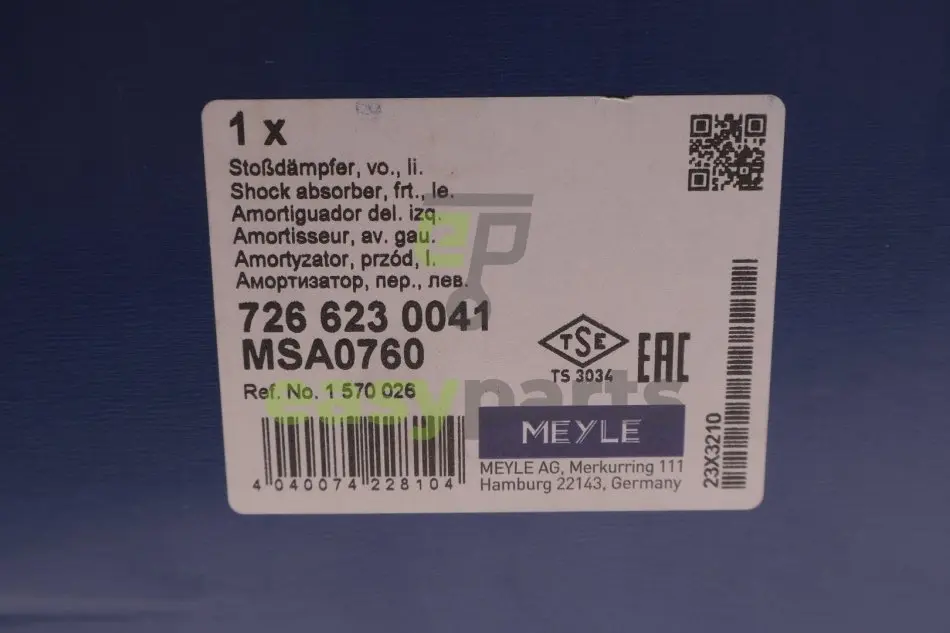 1 x
Stoßdämpfer, vo., li.
Shock absorber, frt., le.
Amortiguador del. izq.
Amortisseur, av. gau.
Amortyzator, przód, l.
Амортизатор, пер., лев.
EP
726 623 0041
MSA0760
TSE
TS 3034
EAC
Ref. No. 1 570 026
easyparts
MEYLE
MEYLE AG, Merkurring 111
Hamburg 22143, Germany
4 040074 228104
23X3210